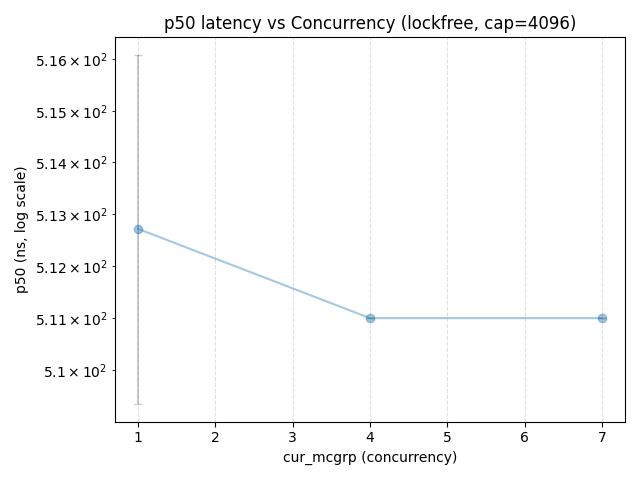 p50 latency vs Concurrency (lockfree, cap=4096)
5.16 × 10²
5.15 × 10²
5.14 × 10²
5.13 × 10²
5.12 × 10²
5.11 × 10²
5.1 × 10²
p50 (ns, log scale)
1 2 3 4 5 6 7
cur_mcgrp (concurrency)